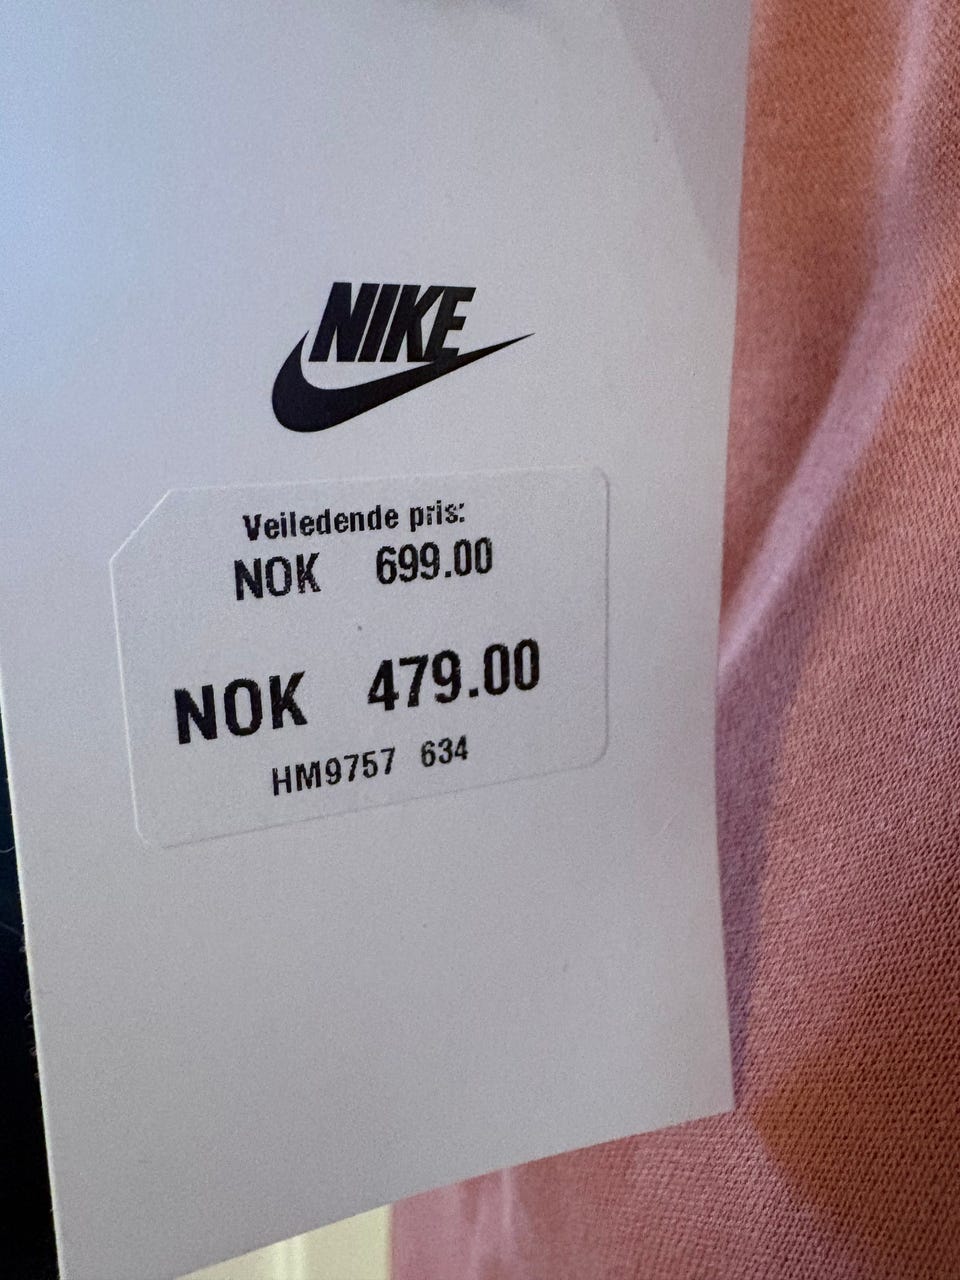 NIKE
Veiledende pris:
NOK 699.00
NOK 479.00
HM9757 634